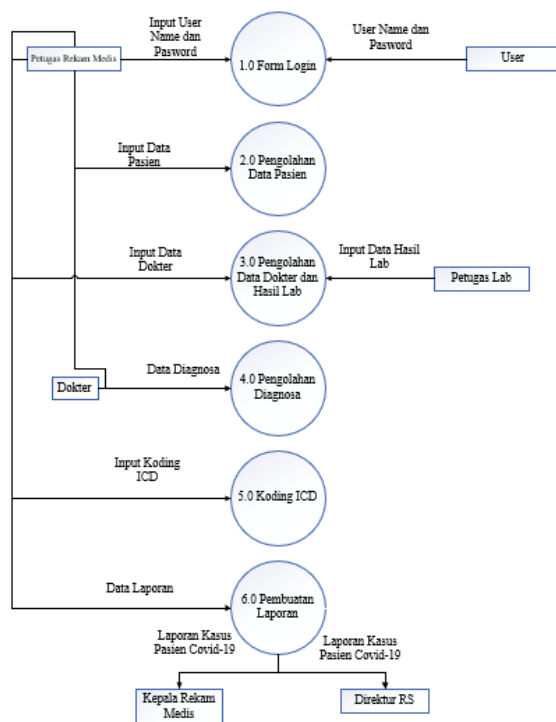 Input User
Name dan
Pasword
User Name dan
Pasword
Petugas Rekam Medis
1.0 Form Login
User
Input Data
Pasien
2.0 Pengolahan
Data Pasien
Input Data
Dokter
3.0 Pengolahan
Data Dokter dan
Hasil Lab
Input Data Hasil
Lab
Petugas Lab
Data Diagnosa
Dokter
4.0 Pengolahan
Diagnosa
Input Koding
ICD
5.0 Koding ICD
Data Laporan
6.0 Pembuatan
Laporan
Laporan Kasus
Pasien Covid-19
Laporan Kasus
Pasien Covid-19
Kepala Rekam
Medis
Direktur RS